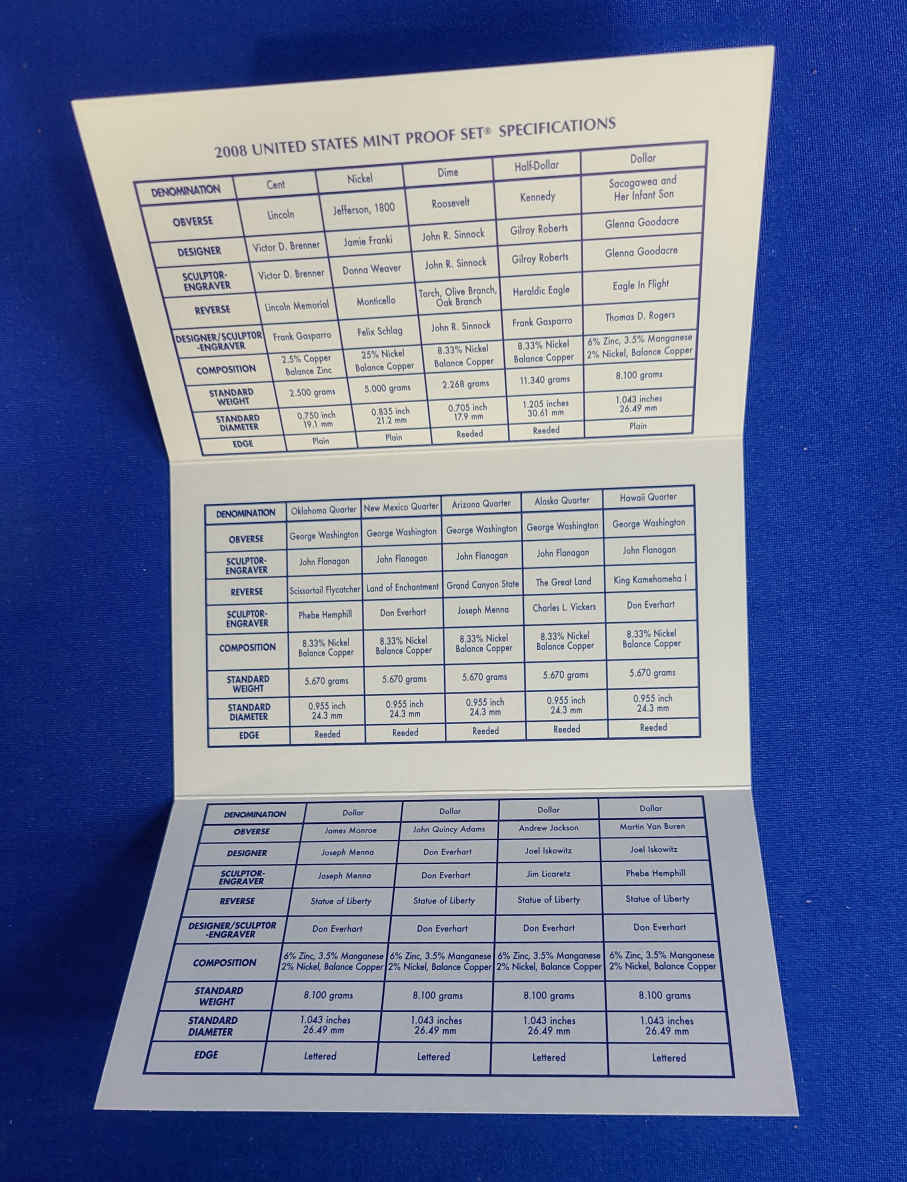 2008 UNITED STATES MINT PROOF SET® SPECIFICATIONS
DENOMINATION Cent Nickel Dime Half-Dollar Dollar
OBVERSE Lincoln Jefferson, 1800 Roosevelt Kennedy Sacagawea and Her Infant Son
DESIGNER Victor D. Brenner Jamie Franki John R. Sinnock Gilroy Roberts Glenna Goodacre
SCULPTOR-ENGRAVER Victor D. Brenner Donna Weaver John R. Sinnock Gilroy Roberts Glenna Goodacre
REVERSE Lincoln Memorial Monticello Torch, Olive Branch, Oak Branch Heraldic Eagle Eagle In Flight
DESIGNER/SCULPTOR-ENGRAVER Frank Gasparro Felix Schlag John R. Sinnock Frank Gasparro Thomas D. Rogers
COMPOSITION 2.5% Copper Balance Zinc 25% Nickel Balance Copper 8.33% Nickel Balance Copper 8.33% Nickel Balance Copper 6% Zinc, 3.5% Manganese 2% Nickel, Balance Copper
STANDARD WEIGHT 2.500 grams 5.000 grams 2.268 grams 11.340 grams 8.100 grams
STANDARD DIAMETER 0.750 inch 19.1 mm 0.835 inch 21.2 mm 0.705 inch 17.9 mm 1.205 inches 30.61 mm 1.043 inches 26.49 mm
EDGE Plain Plain Reeded Reeded Plain
DENOMINATION Oklahoma Quarter New Mexico Quarter Arizona Quarter Alaska Quarter Hawaii Quarter
OBVERSE George Washington George Washington George Washington George Washington George Washington
SCULPTOR-ENGRAVER John Flanagan John Flanagan John Flanagan John Flanagan John Flanagan
REVERSE Scissortail Flycatcher Land of Enchantment Grand Canyon State The Great Land King Kamehameha I
SCULPTOR-ENGRAVER Phebe Hemphill Don Everhart Joseph Menna Charles L. Vickers Don Everhart
COMPOSITION 8.33% Nickel Balance Copper 8.33% Nickel Balance Copper 8.33% Nickel Balance Copper 8.33% Nickel Balance Copper 8.33% Nickel Balance Copper
STANDARD WEIGHT 5.670 grams 5.670 grams 5.670 grams 5.670 grams 5.670 grams
STANDARD DIAMETER 0.955 inch 24.3 mm 0.955 inch 24.3 mm 0.955 inch 24.3 mm 0.955 inch 24.3 mm 0.955 inch 24.3 mm
EDGE Reeded Reeded Reeded Reeded Reeded
DENOMINATION Dollar Dollar Dollar Dollar
OBVERSE James Monroe John Quincy Adams Andrew Jackson Martin Van Buren
DESIGNER Joseph Menna Don Everhart Joel Iskowitz Joel Iskowitz
SCULPTOR-ENGRAVER Joseph Menna Don Everhart Jim Licaretz Phebe Hemphill
REVERSE Statue of Liberty Statue of Liberty Statue of Liberty Statue of Liberty
DESIGNER/SCULPTOR-ENGRAVER Don Everhart Don Everhart Don Everhart Don Everhart
COMPOSITION 6% Zinc, 3.5% Manganese 2% Nickel, Balance Copper 6% Zinc, 3.5% Manganese 2% Nickel, Balance Copper 6% Zinc, 3.5% Manganese 2% Nickel, Balance Copper 6% Zinc, 3.5% Manganese 2% Nickel, Balance Copper
STANDARD WEIGHT 8.100 grams 8.100 grams 8.100 grams 8.100 grams
STANDARD DIAMETER 1.043 inches 26.49 mm 1.043 inches 26.49 mm 1.043 inches 26.49 mm 1.043 inches 26.49 mm
EDGE Lettered Lettered Lettered Lettered